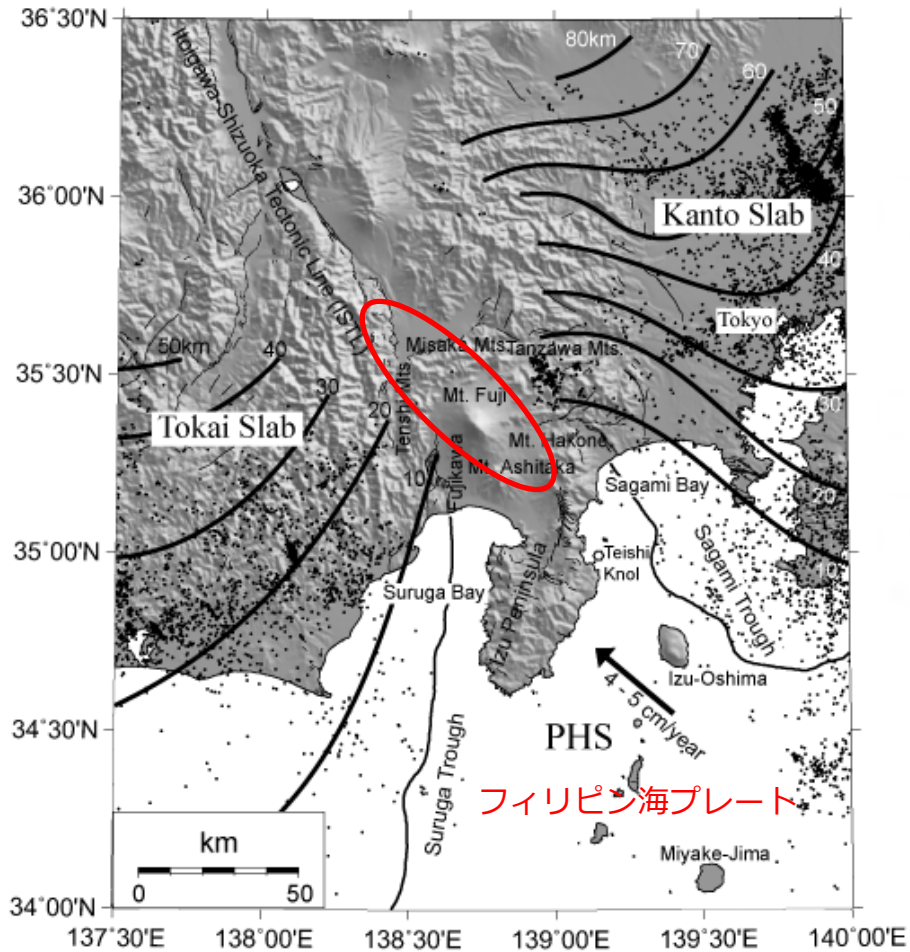 36˚30'N
36˚00'N
35˚30'N
35˚00'N
34˚30'N
34˚00'N
137˚30'E
138˚00'E
138˚30'E
139˚00'E
139˚30'E
140˚00'E
Itoigawa-Shizuoka Tectonic Line (ISTL)
80km
70
60
50
40
30
20
10
Kanto Slab
Tokyo
Misaka Mts.
Tanzawa Mts.
Mt. Fuji
Tenshi Mts.
Mt. Hakone
Mt. Ashitaka
Fujikawa
50km
40
30
20
10
Tokai Slab
Sagami Bay
Sagami Trough
Teishi
Knol
Suruga Bay
Izu Peninsula
Izu-Oshima
4 - 5 cm/year
PHS
フィリピン海プレート
Suruga Trough
Miyake-Jima
km
0
50